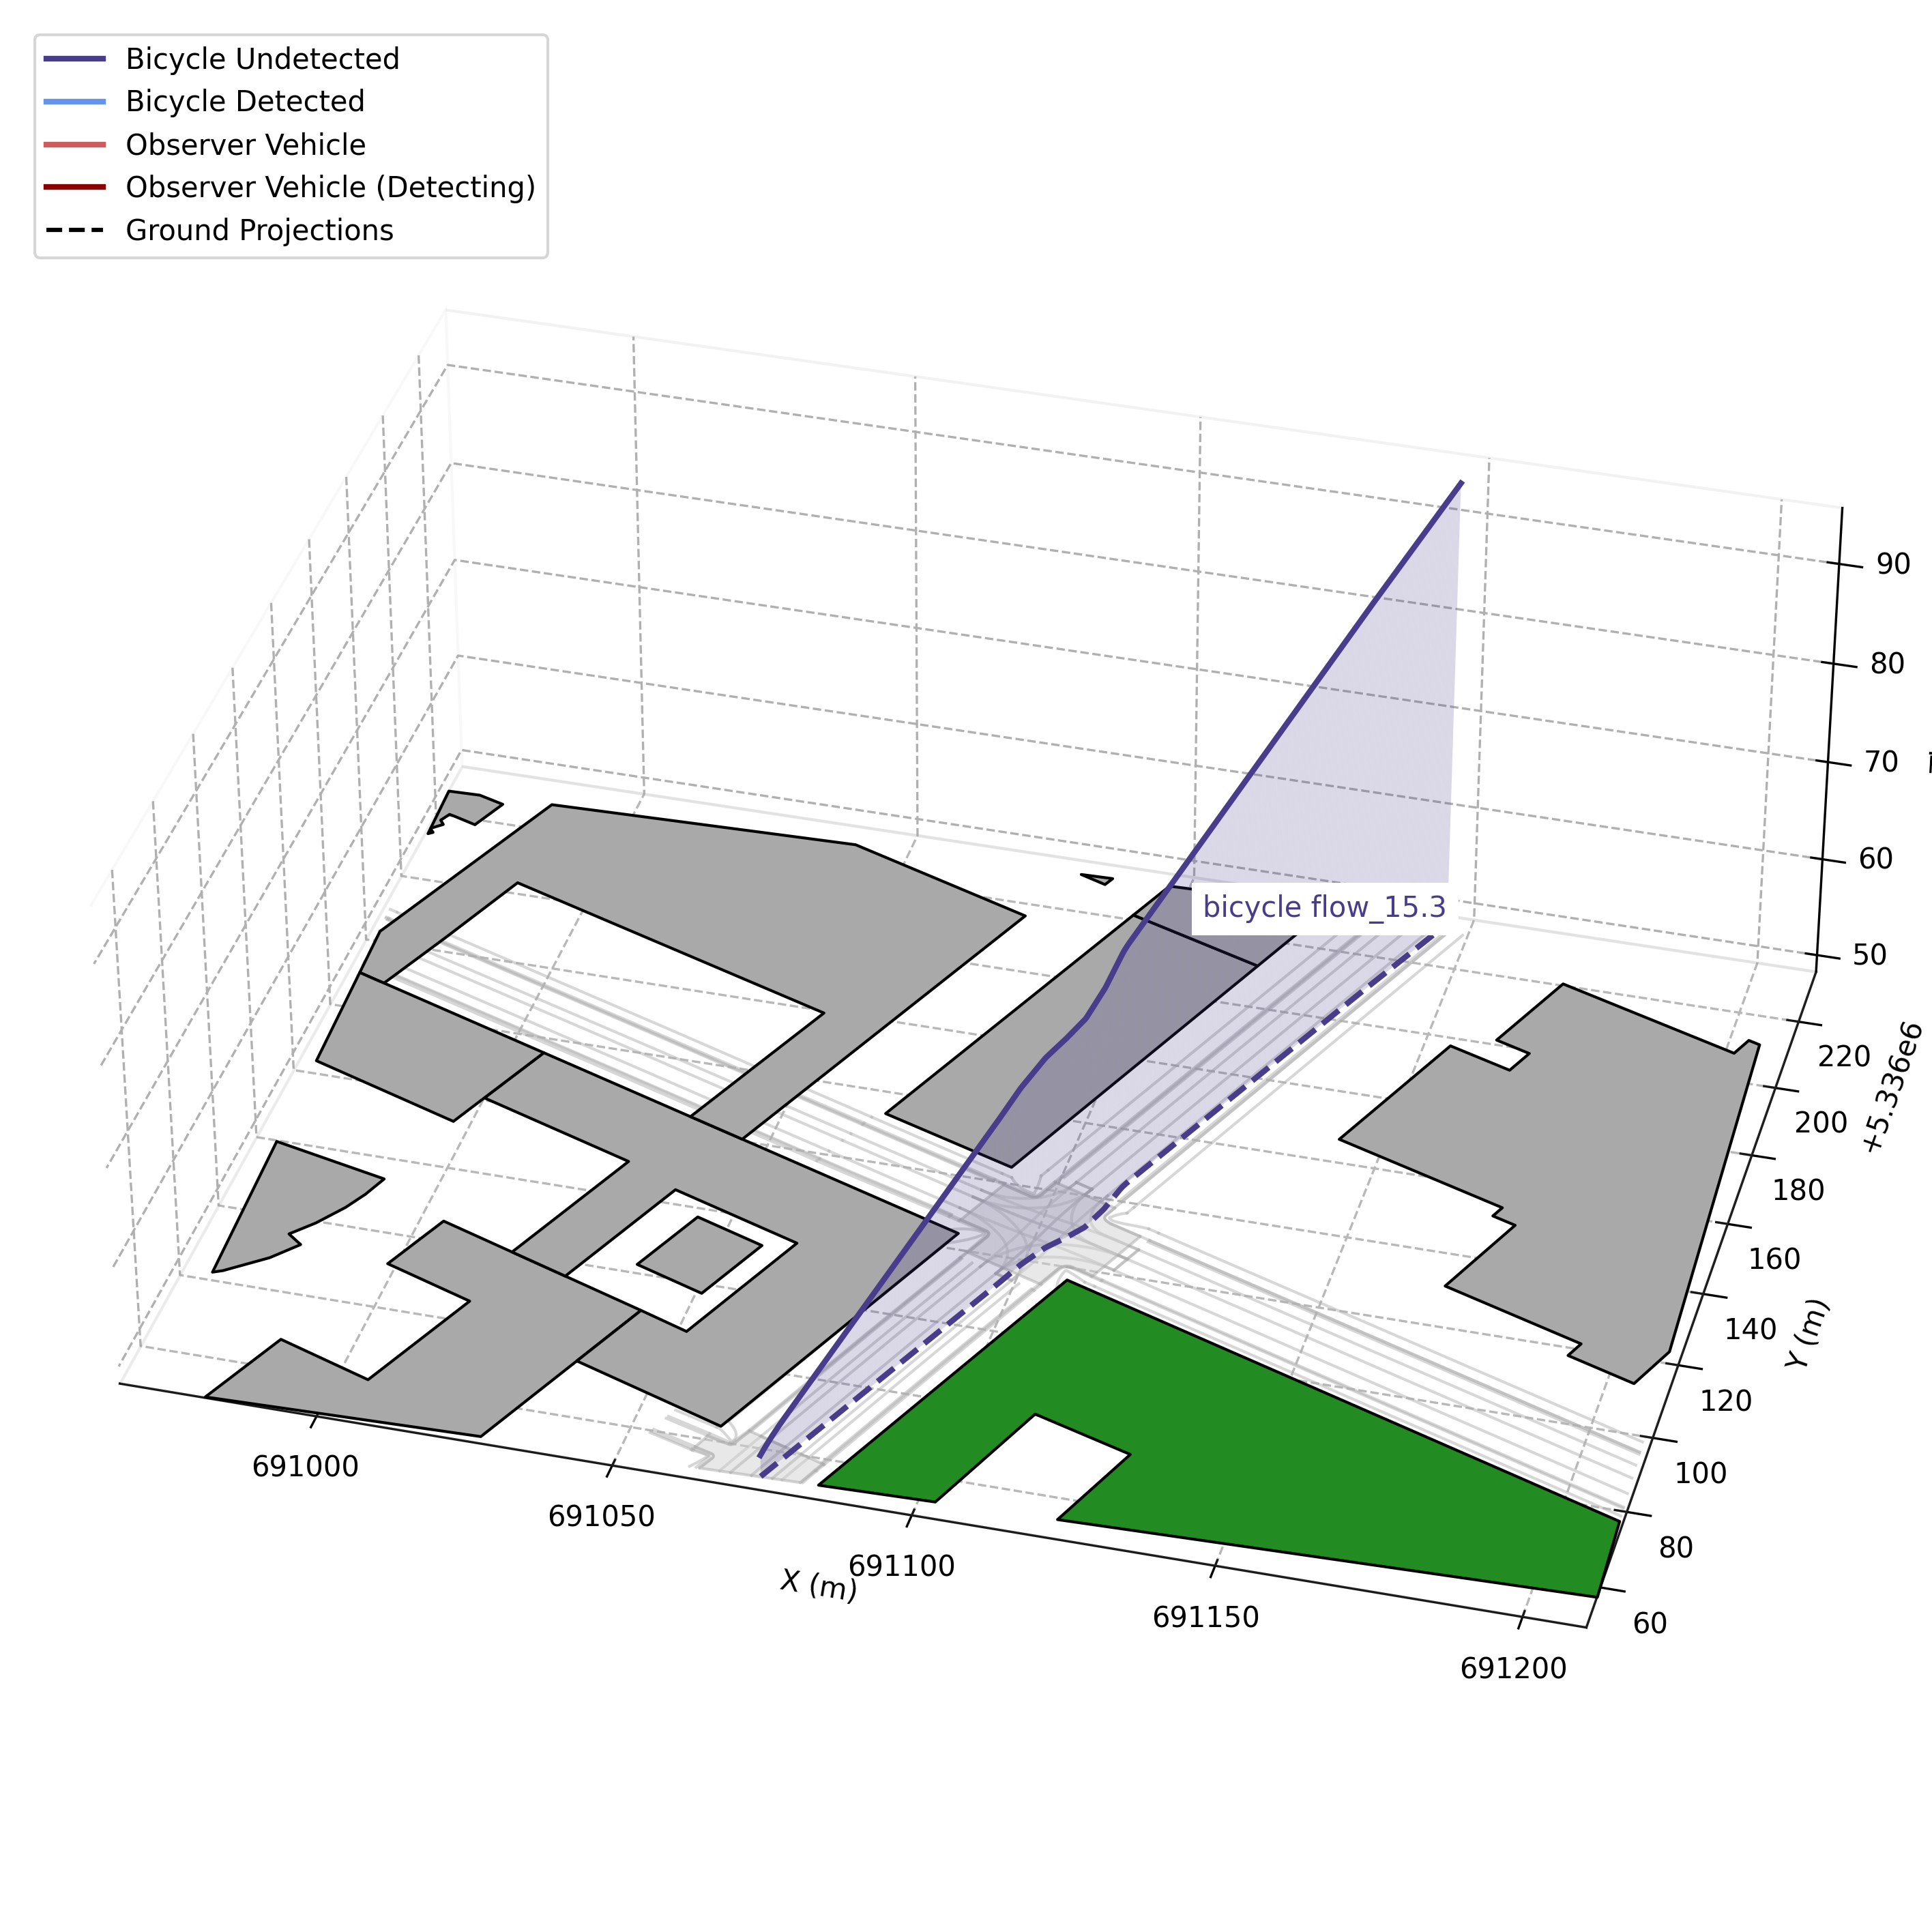 Bicycle Undetected
Bicycle Detected
Observer Vehicle
Observer Vehicle (Detecting)
Ground Projections
90
80
70
60
50
bicycle flow_15.3
+5.336e6
220
200
180
160
140
120
100
80
60
Y (m)
691000
691050
691100
691150
691200
X (m)